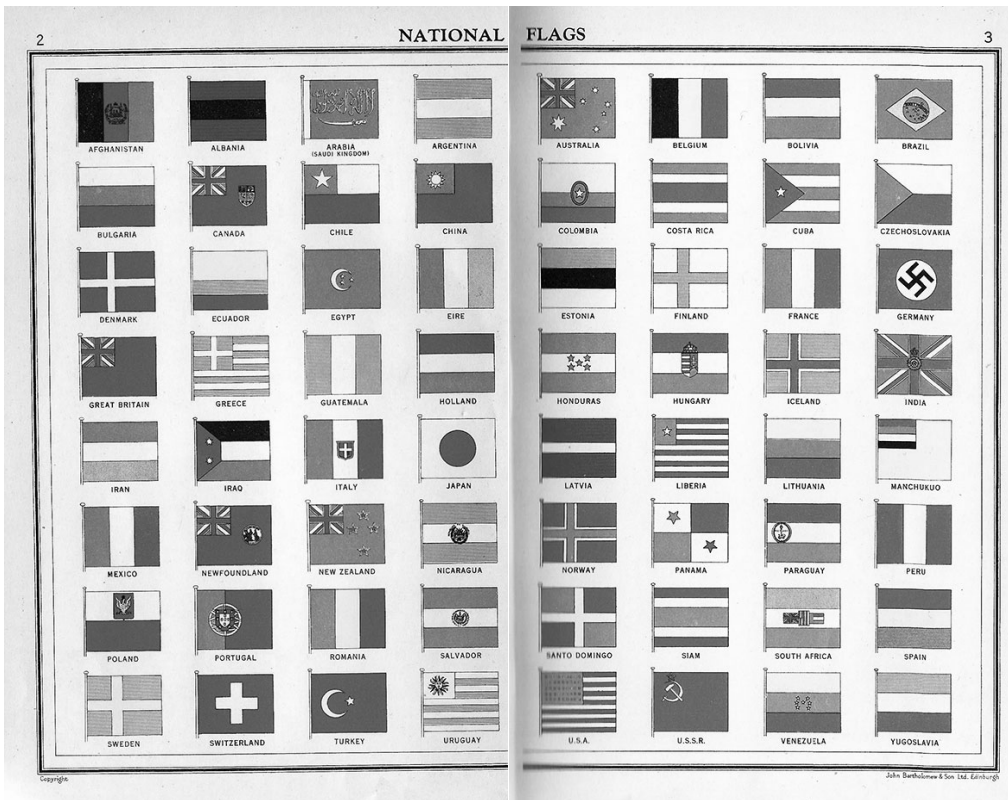 2
NATIONAL FLAGS
3
AFGHANISTAN ALBANIA ARABIA (SAUDI KINGDOM) ARGENTINA AUSTRALIA BELGIUM BOLIVIA BRAZIL
BULGARIA CANADA CHILE CHINA COLOMBIA COSTA RICA CUBA CZECHOSLOVAKIA
DENMARK ECUADOR EGYPT EIRE ESTONIA FINLAND FRANCE GERMANY
GREAT BRITAIN GREECE GUATEMALA HOLLAND HONDURAS HUNGARY ICELAND INDIA
IRAN IRAQ ITALY JAPAN LATVIA LIBERIA LITHUANIA MANCHUKUO
MEXICO NEWFOUNDLAND NEW ZEALAND NICARAGUA NORWAY PANAMA PARAGUAY PERU
POLAND PORTUGAL ROMANIA SALVADOR SANTO DOMINGO SIAM SOUTH AFRICA SPAIN
SWEDEN SWITZERLAND TURKEY URUGUAY U.S.A. U.S.S.R. VENEZUELA YUGOSLAVIA
Copyright
John Bartholomew & Son Ltd. Edinburgh